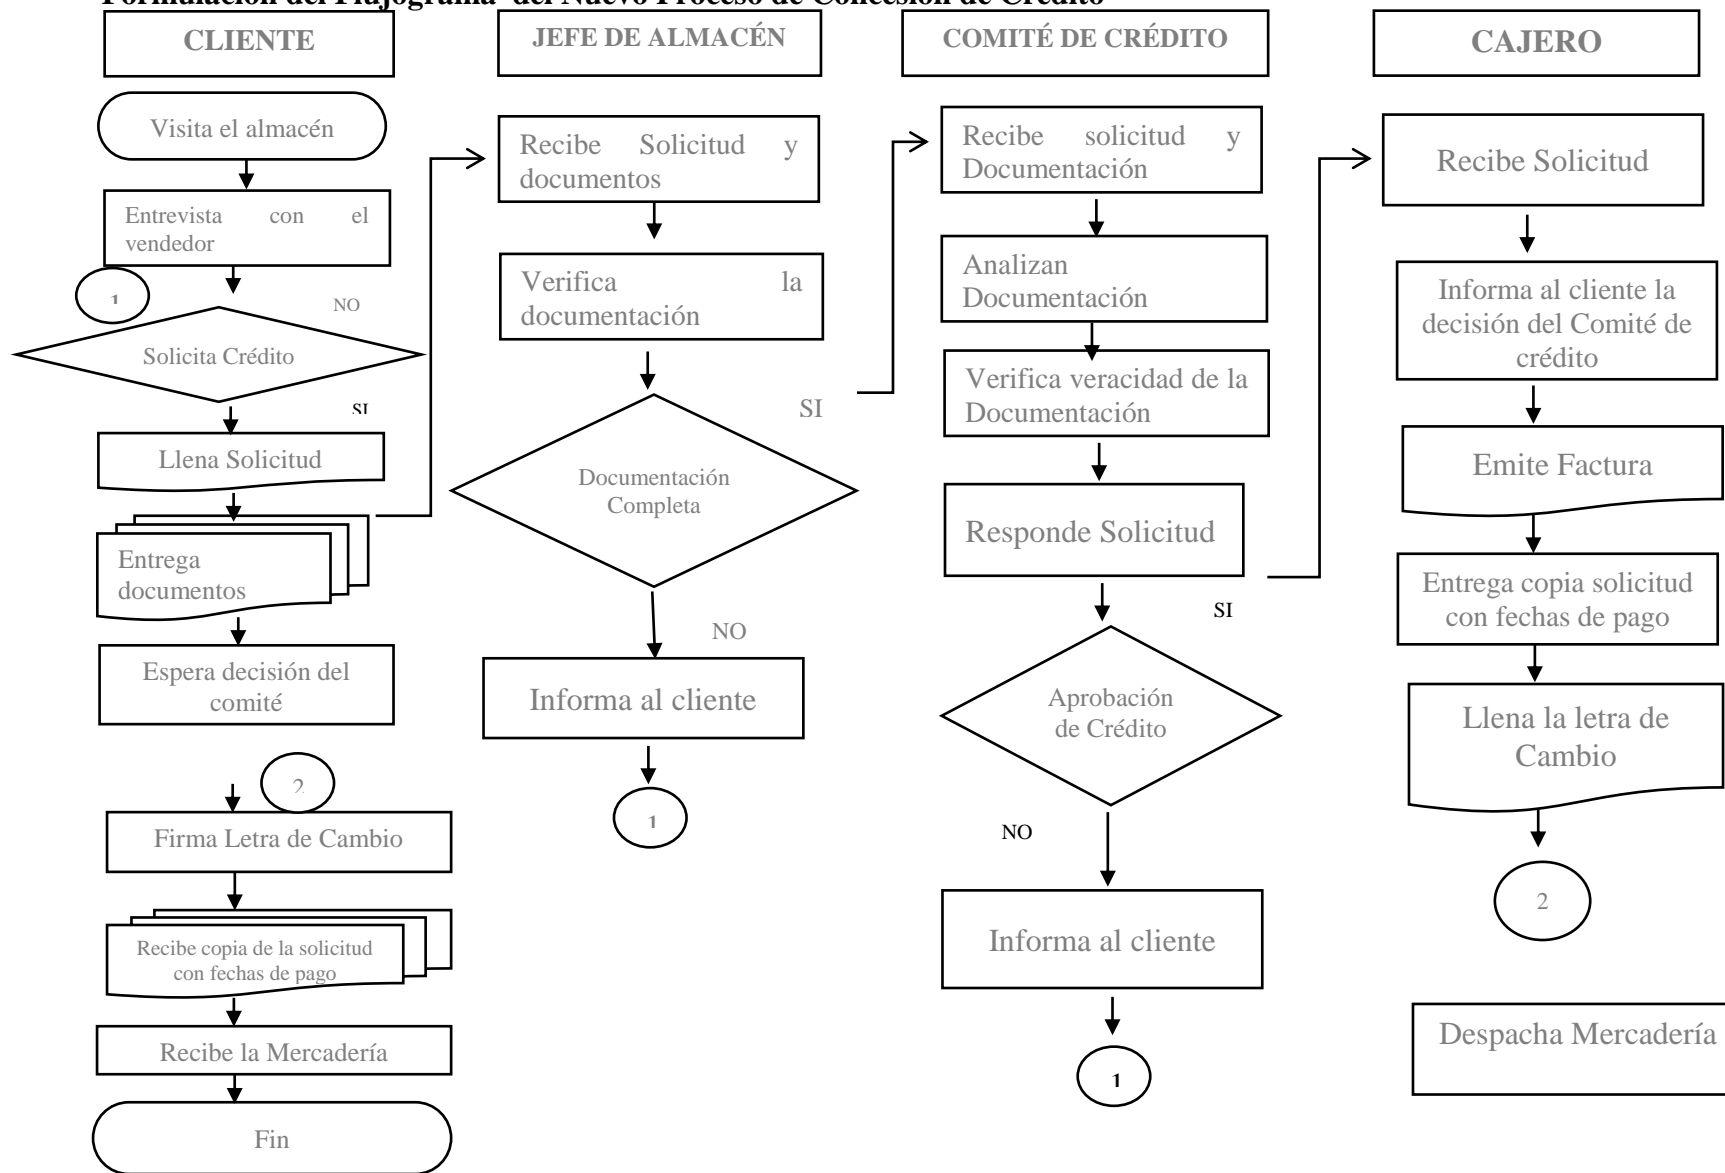 Formulación del Flujograma del Nuevo Proceso de Concesión de Crédito
CLIENTE
Visita el almacén
Entrevista con el
vendedor
1
NO
Solicita Crédito
SI
Llena Solicitud
Entrega
documentos
Espera decisión del
comité
2
Firma Letra de Cambio
Recibe copia de la solicitud
con fechas de pago
Recibe la Mercadería
Fin
JEFE DE ALMACÉN
Recibe Solicitud y
documentos
Verifica la
documentación
SI
Documentación
Completa
NO
Informa al cliente
1
COMITÉ DE CRÉDITO
Recibe solicitud y
Documentación
Analizan
Documentación
Verifica veracidad de la
Documentación
Responde Solicitud
SI
Aprobación
de Crédito
NO
Informa al cliente
1
CAJERO
Recibe Solicitud
Informa al cliente la
decisión del Comité de
crédito
Emite Factura
Entrega copia solicitud
con fechas de pago
Llena la letra de
Cambio
2
Despacha Mercadería